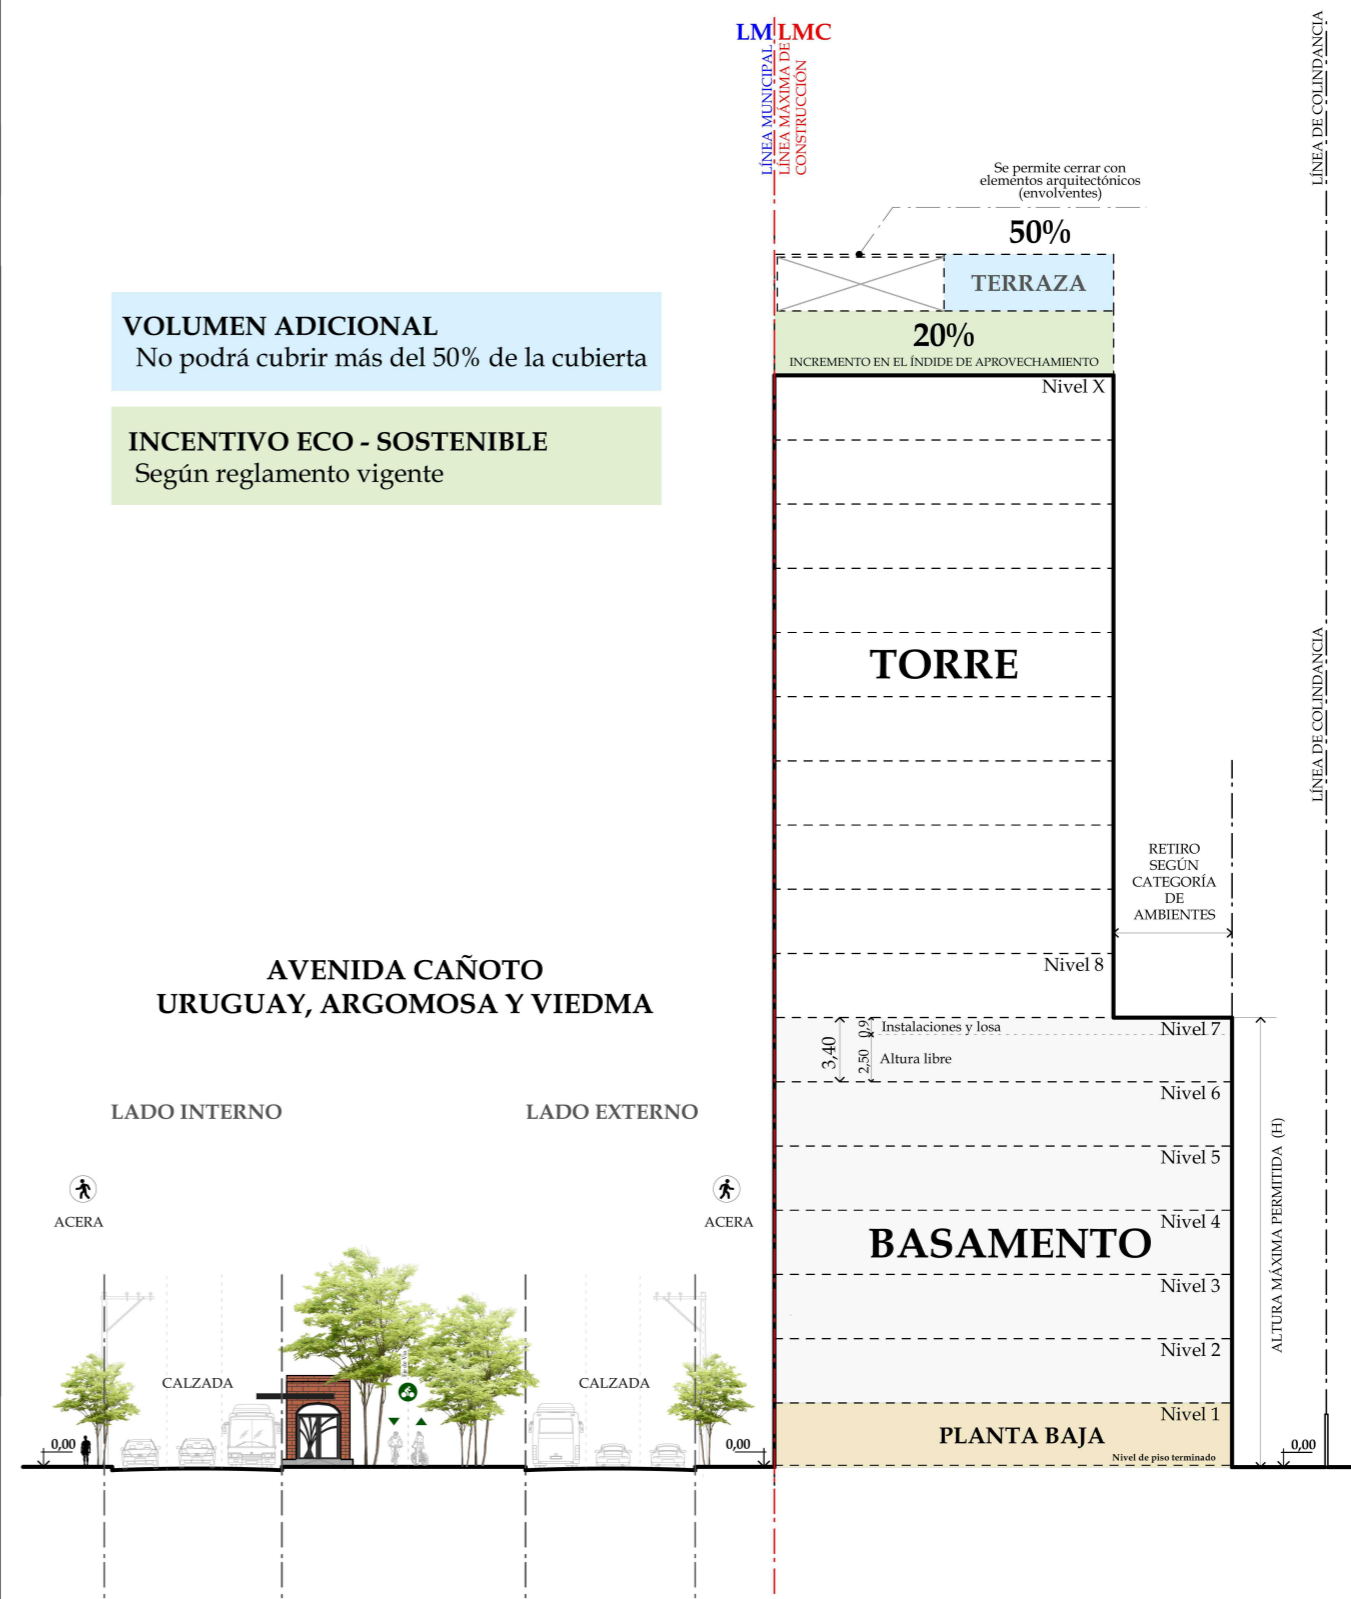 LM LMC
LÍNEA MUNICIPAL
LÍNEA MÁXIMA DE
CONSTRUCCIÓN
LÍNEA DE COLINDANCIA
Se permite cerrar con
elementos arquitectónicos
(envolventes)
50%
TERRAZA
20%
INCREMENTO EN EL ÍNDIDE DE APROVECHAMIENTO
Nivel X
VOLUMEN ADICIONAL
No podrá cubrir más del 50% de la cubierta
INCENTIVO ECO - SOSTENIBLE
Según reglamento vigente
TORRE
LÍNEA DE COLINDANCIA
RETIRO
SEGÚN
CATEGORÍA
DE
AMBIENTES
Nivel 8
AVENIDA CAÑOTO
URUGUAY, ARGOMOSA Y VIEDMA
3,40
0,9
Instalaciones y losa
2,50
Altura libre
Nivel 7
Nivel 6
Nivel 5
Nivel 4
BASAMENTO
Nivel 3
Nivel 2
Nivel 1
PLANTA BAJA
Nivel de piso terminado
ALTURA MÁXIMA PERMITIDA (H)
LADO INTERNO
LADO EXTERNO
ACERA
ACERA
CALZADA
CALZADA
0,00
0,00
0,00